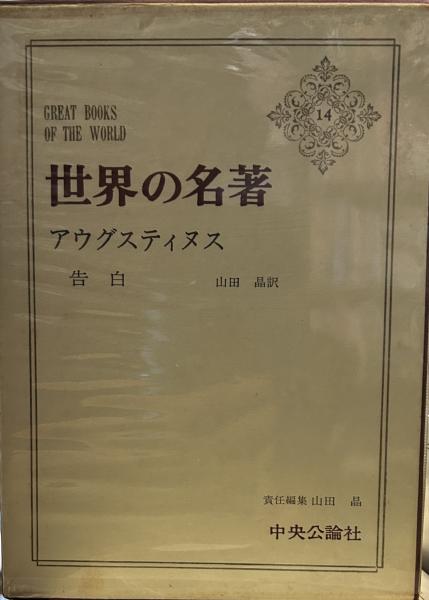 GREAT BOOKS
OF THE WORLD
14
世界の名著
アウグスティヌス
告白 山田 晶訳
責任編集 山田 晶
中央公論社